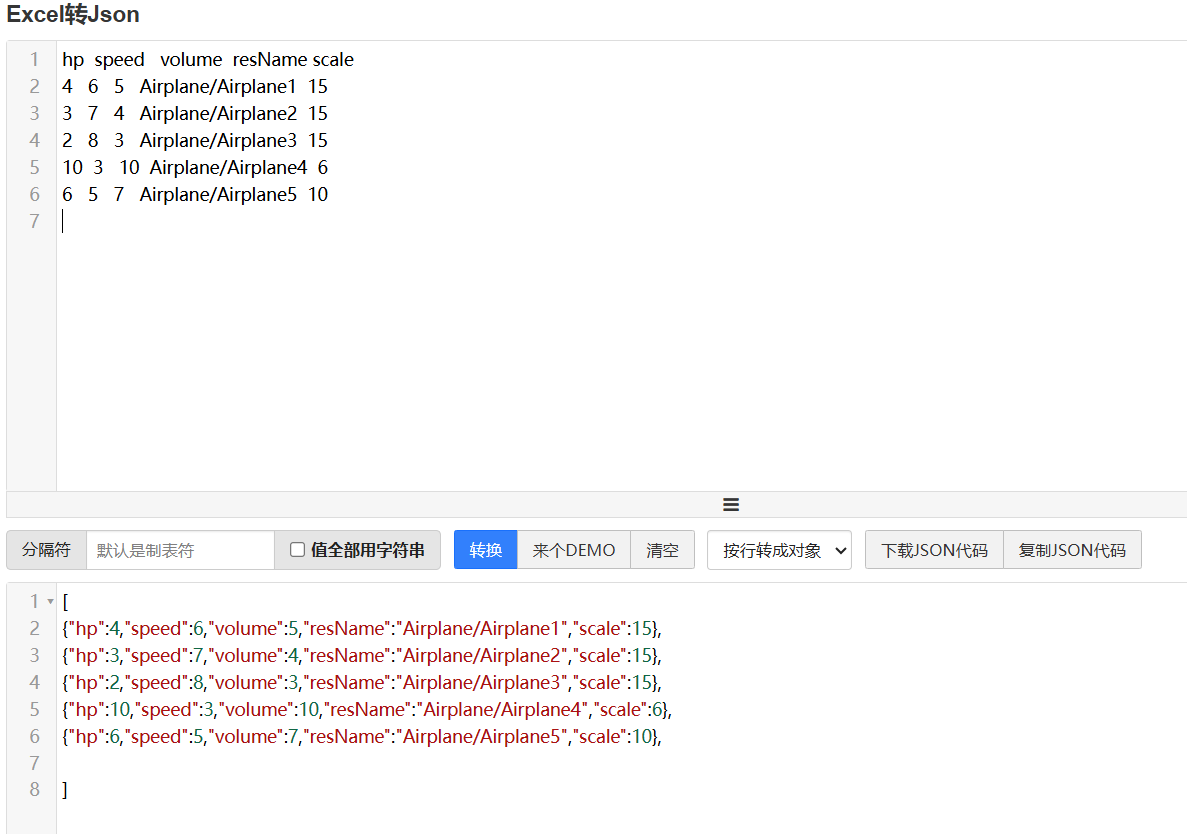 Excel转Json
1 hp speed volume resName scale
2 4 6 5 Airplane/Airplane1 15
3 3 7 4 Airplane/Airplane2 15
4 2 8 3 Airplane/Airplane3 15
5 10 3 10 Airplane/Airplane4 6
6 6 5 7 Airplane/Airplane5 10
7
分隔符 默认是制表符 值全部用字符串 转换 来个DEMO 清空 按行转成对象 下载JSON代码 复制JSON代码
1 [
2 {"hp":4,"speed":6,"volume":5,"resName":"Airplane/Airplane1","scale":15},
3 {"hp":3,"speed":7,"volume":4,"resName":"Airplane/Airplane2","scale":15},
4 {"hp":2,"speed":8,"volume":3,"resName":"Airplane/Airplane3","scale":15},
5 {"hp":10,"speed":3,"volume":10,"resName":"Airplane/Airplane4","scale":6},
6 {"hp":6,"speed":5,"volume":7,"resName":"Airplane/Airplane5","scale":10},
7
8 ]